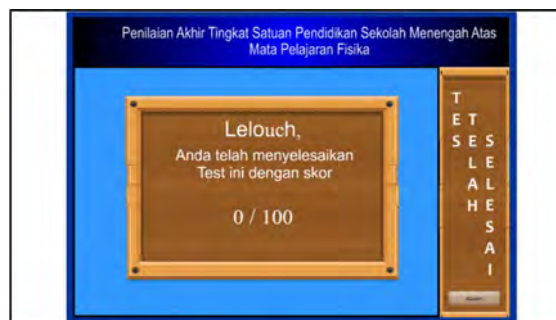 Penilaian Akhir Tingkat Satuan Pendidikan Sekolah Menengah Atas
Mata Pelajaran Fisika
Lelouch,
Anda telah menyelesaikan
Test ini dengan skor
0 / 100
TES
TELAH
SELESAI